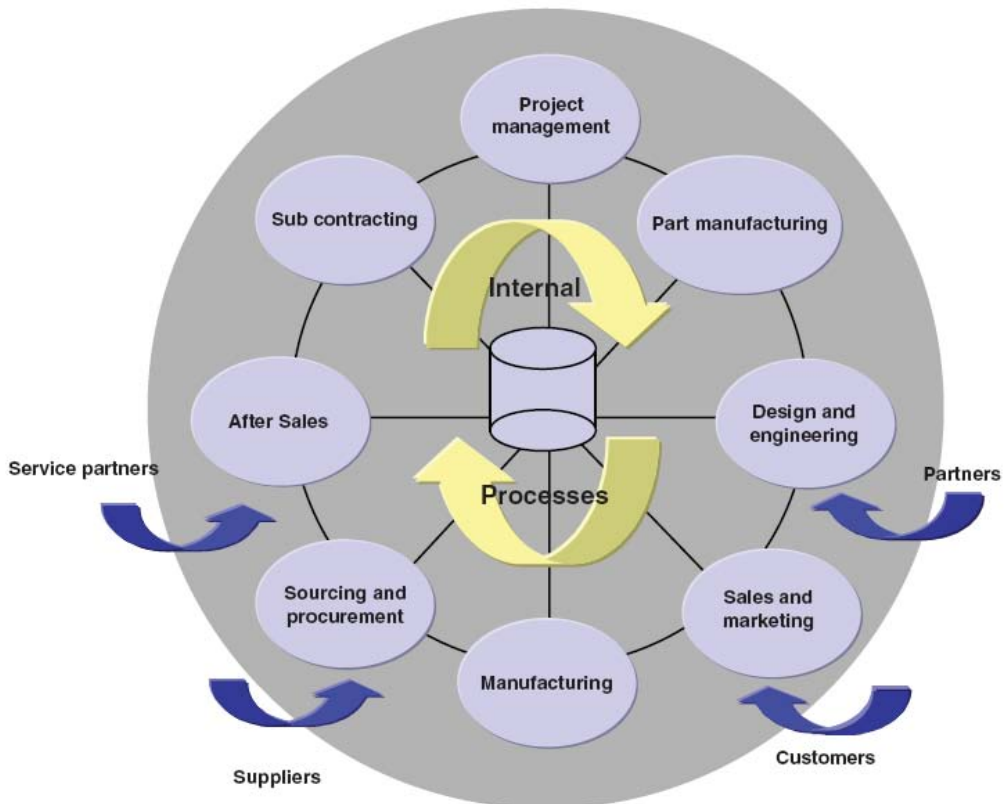 Project
management
Sub contracting
Part manufacturing
Internal
After Sales
Design and
engineering
Service partners
Partners
Processes
Sourcing and
procurement
Sales and
marketing
Manufacturing
Customers
Suppliers